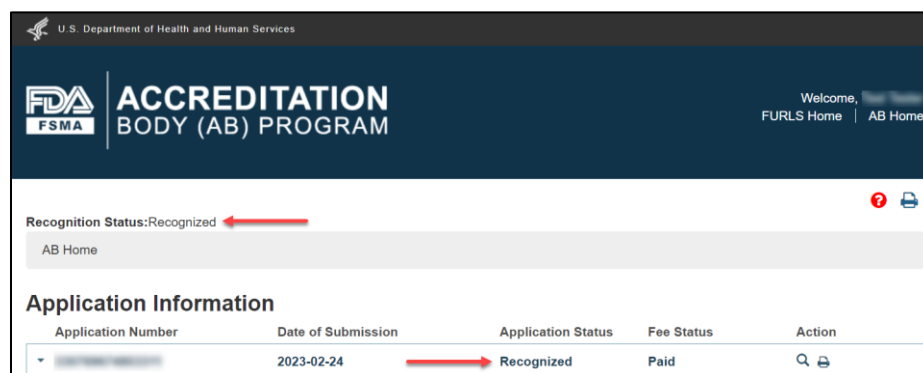 U.S. Department of Health and Human Services
FDA
FSMA
ACCREDITATION
BODY (AB) PROGRAM
Welcome,
FURLS Home | AB Home
?
Recognition Status:Recognized
AB Home
Application Information
Application Number Date of Submission Application Status Fee Status Action
2023-02-24 Recognized Paid